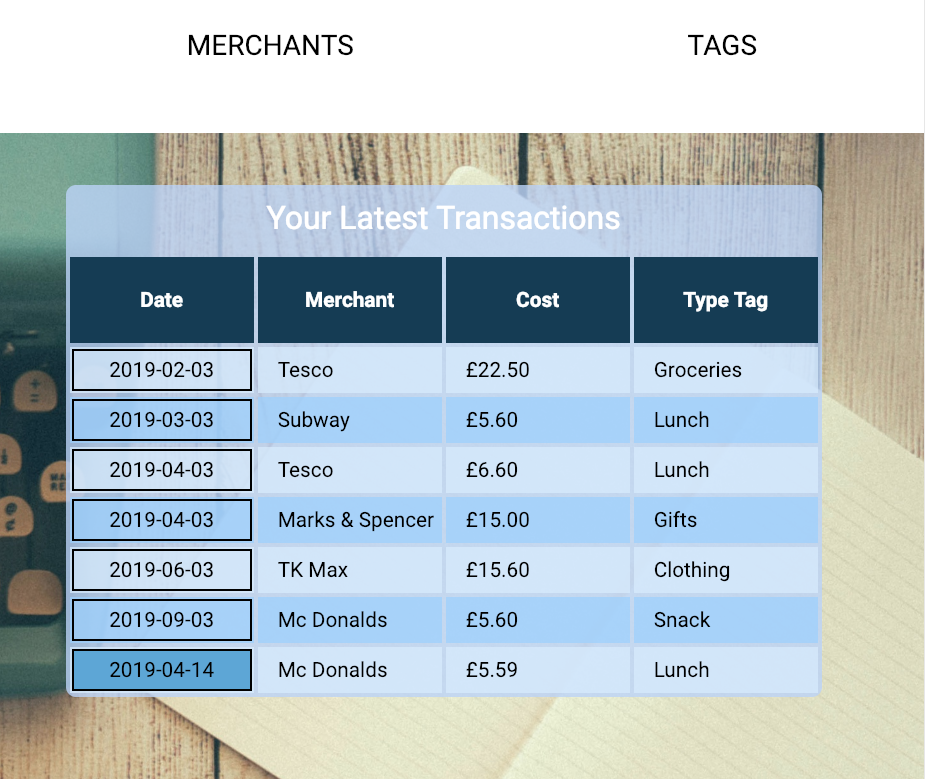 MERCHANTS TAGS
Your Latest Transactions
Date Merchant Cost Type Tag
2019-02-03 Tesco £22.50 Groceries
2019-03-03 Subway £5.60 Lunch
2019-04-03 Tesco £6.60 Lunch
2019-04-03 Marks & Spencer £15.00 Gifts
2019-06-03 TK Max £15.60 Clothing
2019-09-03 Mc Donalds £5.60 Snack
2019-04-14 Mc Donalds £5.59 Lunch